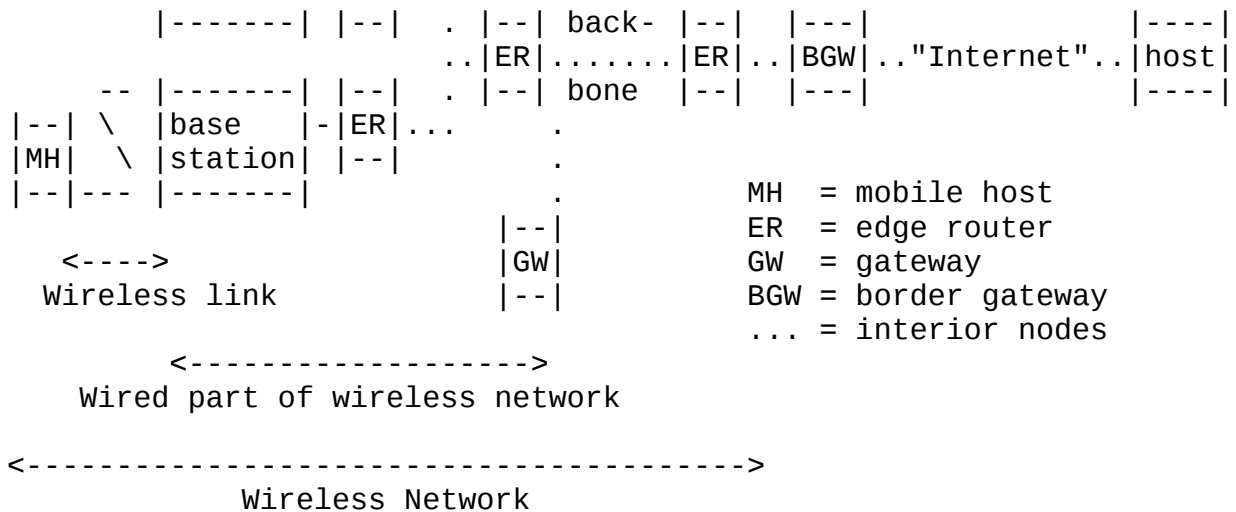 |-------| |--|  . |--| back-  |--|  |---|              |----|
                        ..|ER|.......|ER|..|BGW|.."Internet"..|host|
     -- |-------| |--|  . |--| bone   |--|  |---|              |----|
|--| \  |base   |-|ER|...     .
|MH|  \ |station| |--|        .
|--|--- |-------|             .          MH  = mobile host
                           |--|          ER  = edge router
   <---->                  |GW|          GW  = gateway
  Wireless link            |--|          BGW = border gateway
                                         ... = interior nodes
         <------------------->
    Wired part of wireless network

<---------------------------------------->
             Wireless Network